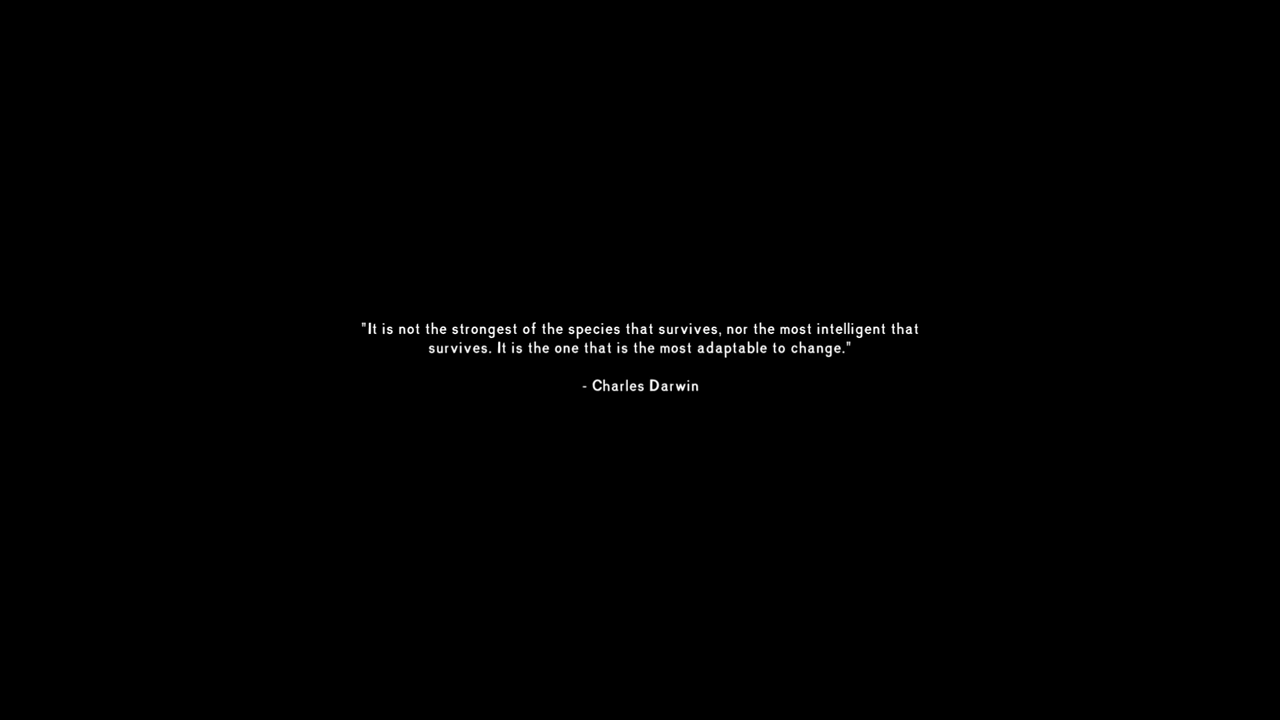 "It is not the strongest of the species that survives, nor the most intelligent that
survives. It is the one that is the most adaptable to change."
- Charles Darwin